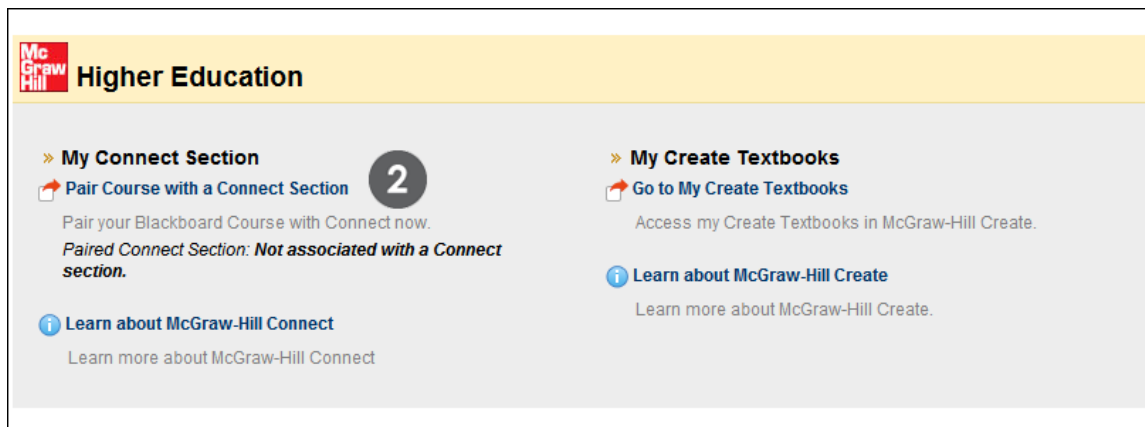 Mc
Graw
Hill
Higher Education
» My Connect Section
Pair Course with a Connect Section
2
Pair your Blackboard Course with Connect now.
Paired Connect Section: Not associated with a Connect
section.
Learn about McGraw-Hill Connect
Learn more about McGraw-Hill Connect
» My Create Textbooks
Go to My Create Textbooks
Access my Create Textbooks in McGraw-Hill Create.
Learn about McGraw-Hill Create
Learn more about McGraw-Hill Create.